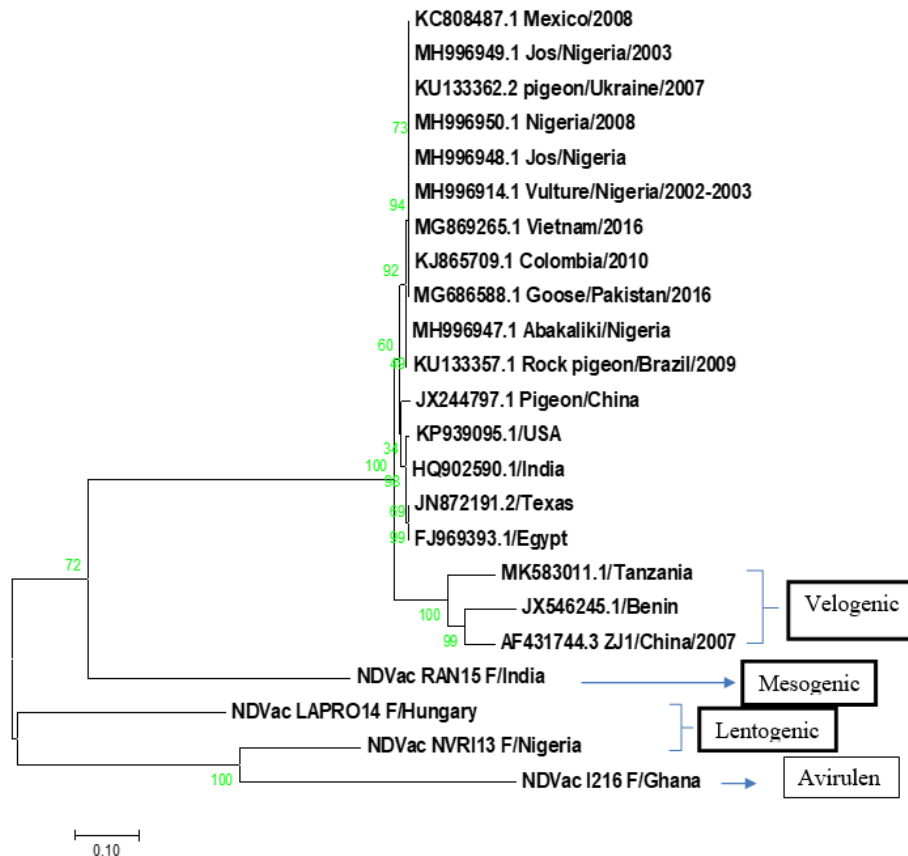 KC808487.1 Mexico/2008
MH996949.1 Jos/Nigeria/2003
KU133362.2 pigeon/Ukraine/2007
73
MH996950.1 Nigeria/2008
MH996948.1 Jos/Nigeria
MH996914.1 Vulture/Nigeria/2002-2003
94
MG869265.1 Vietnam/2016
KJ865709.1 Colombia/2010
92
MG686588.1 Goose/Pakistan/2016
MH996947.1 Abakaliki/Nigeria
60
49
KU133357.1 Rock pigeon/Brazil/2009
JX244797.1 Pigeon/China
KP939095.1/USA
34
100
HQ902590.1/India
98
JN872191.2/Texas
69
99
FJ969393.1/Egypt
72
MK583011.1/Tanzania
100
JX546245.1/Benin
Velogenic
99
AF431744.3 ZJ1/China/2007
NDVac RAN15 F/India
Mesogenic
NDVac LAPRO14 F/Hungary
Lentogenic
NDVac NVRI13 F/Nigeria
100
NDVac I216 F/Ghana
Avirulen
0.10